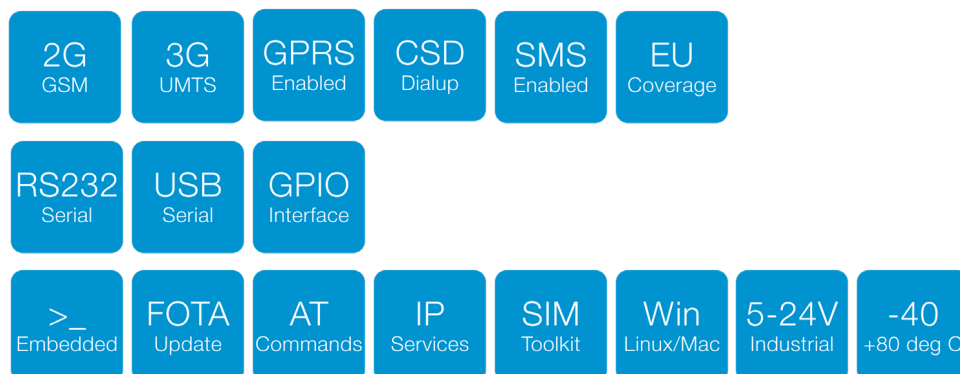 2G 3G GPRS CSD SMS EU
GSM UMTS Enabled Dialup Enabled Coverage
RS232 USB GPIO
Serial Serial Interface
>_ FOTA AT IP SIM Win 5-24V -40
Embedded Update Commands Services Toolkit Linux/Mac Industrial +80 deg C